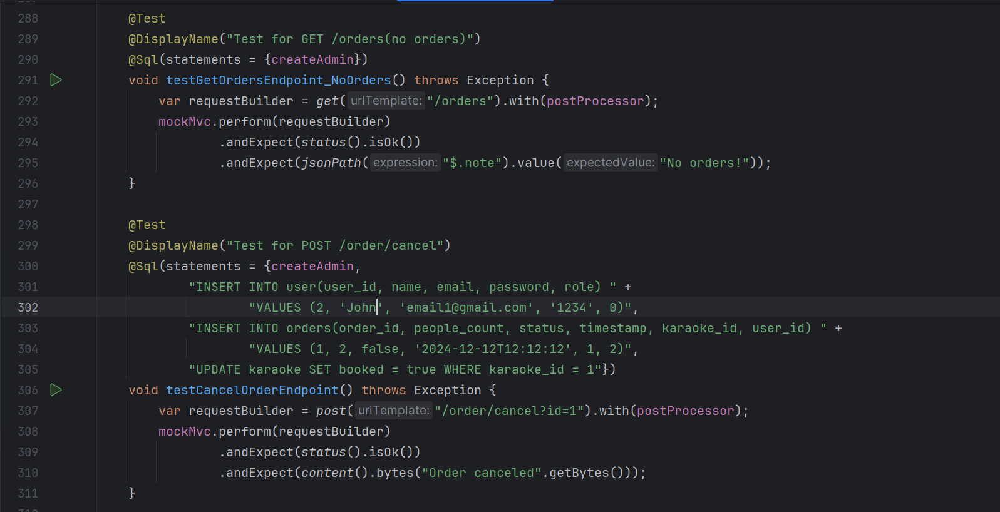 288 @Test
289 @DisplayName("Test for GET /orders(no orders)")
290 @Sql(statements = {createAdmin})
291 void testGetOrdersEndpoint_NoOrders() throws Exception {
292 var requestBuilder = get( urlTemplate: "/orders").with(postProcessor);
293 mockMvc.perform(requestBuilder)
294 .andExpect(status().isOk())
295 .andExpect(jsonPath( expression: "$.note").value( expectedValue: "No orders!"));
296 }
297
298 @Test
299 @DisplayName("Test for POST /order/cancel")
300 @Sql(statements = {createAdmin,
301 "INSERT INTO user(user_id, name, email, password, role) " +
302 "VALUES (2, 'John', 'email1@gmail.com', '1234', 0)",
303 "INSERT INTO orders(order_id, people_count, status, timestamp, karaoke_id, user_id) " +
304 "VALUES (1, 2, false, '2024-12-12T12:12:12', 1, 2)",
305 "UPDATE karaoke SET booked = true WHERE karaoke_id = 1"})
306 void testCancelOrderEndpoint() throws Exception {
307 var requestBuilder = post( urlTemplate: "/order/cancel?id=1").with(postProcessor);
308 mockMvc.perform(requestBuilder)
309 .andExpect(status().isOk())
310 .andExpect(content().bytes("Order canceled".getBytes()));
311 }